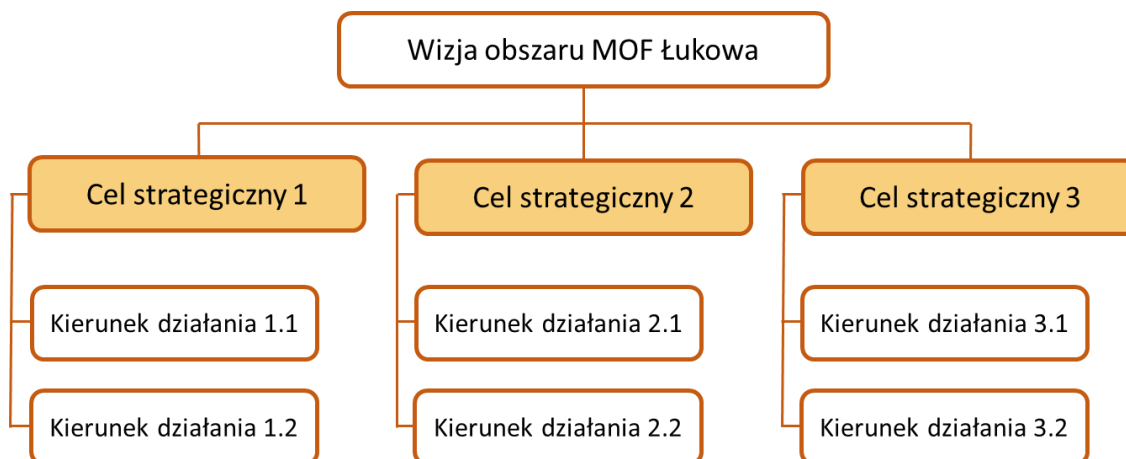 Wizja obszaru MOF Łukowa
Cel strategiczny 1
Cel strategiczny 2
Cel strategiczny 3
Kierunek działania 1.1
Kierunek działania 2.1
Kierunek działania 3.1
Kierunek działania 1.2
Kierunek działania 2.2
Kierunek działania 3.2